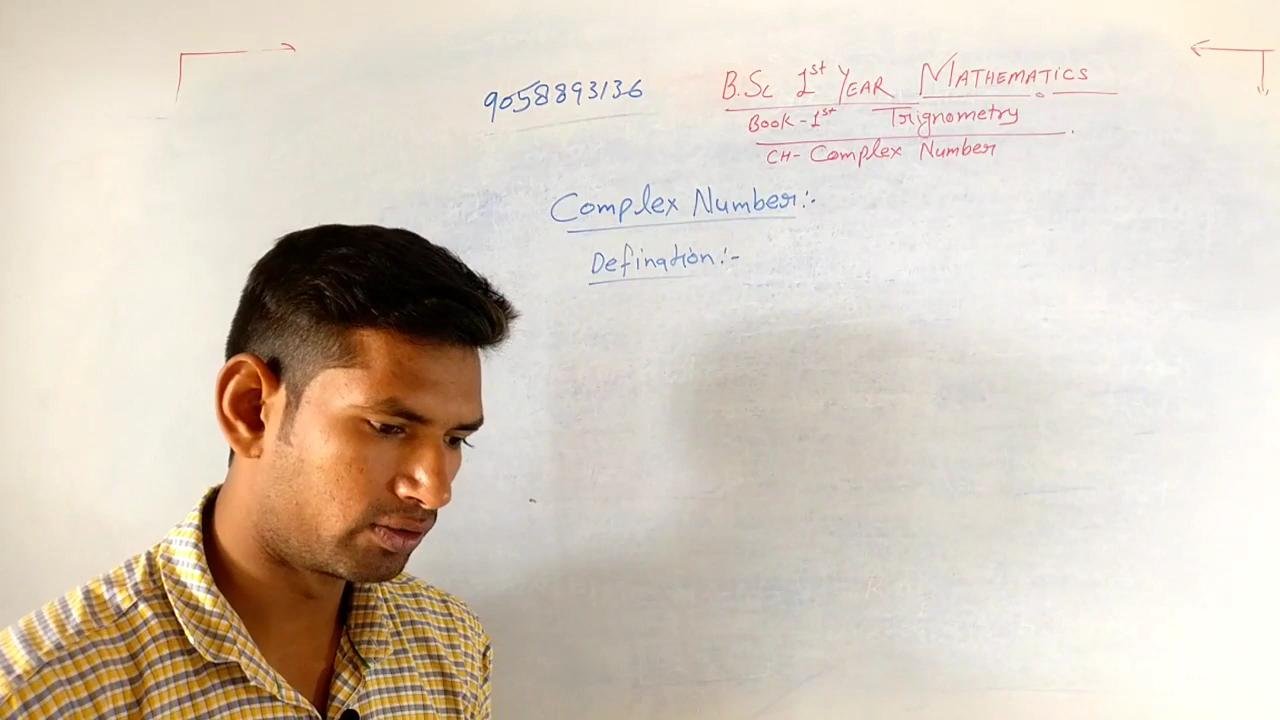 9058893136
B.Sc 1st YEAR MATHEMATICS
Book-1st Trignometry
CH- Complex Number
Complex Number:-
Defination:-